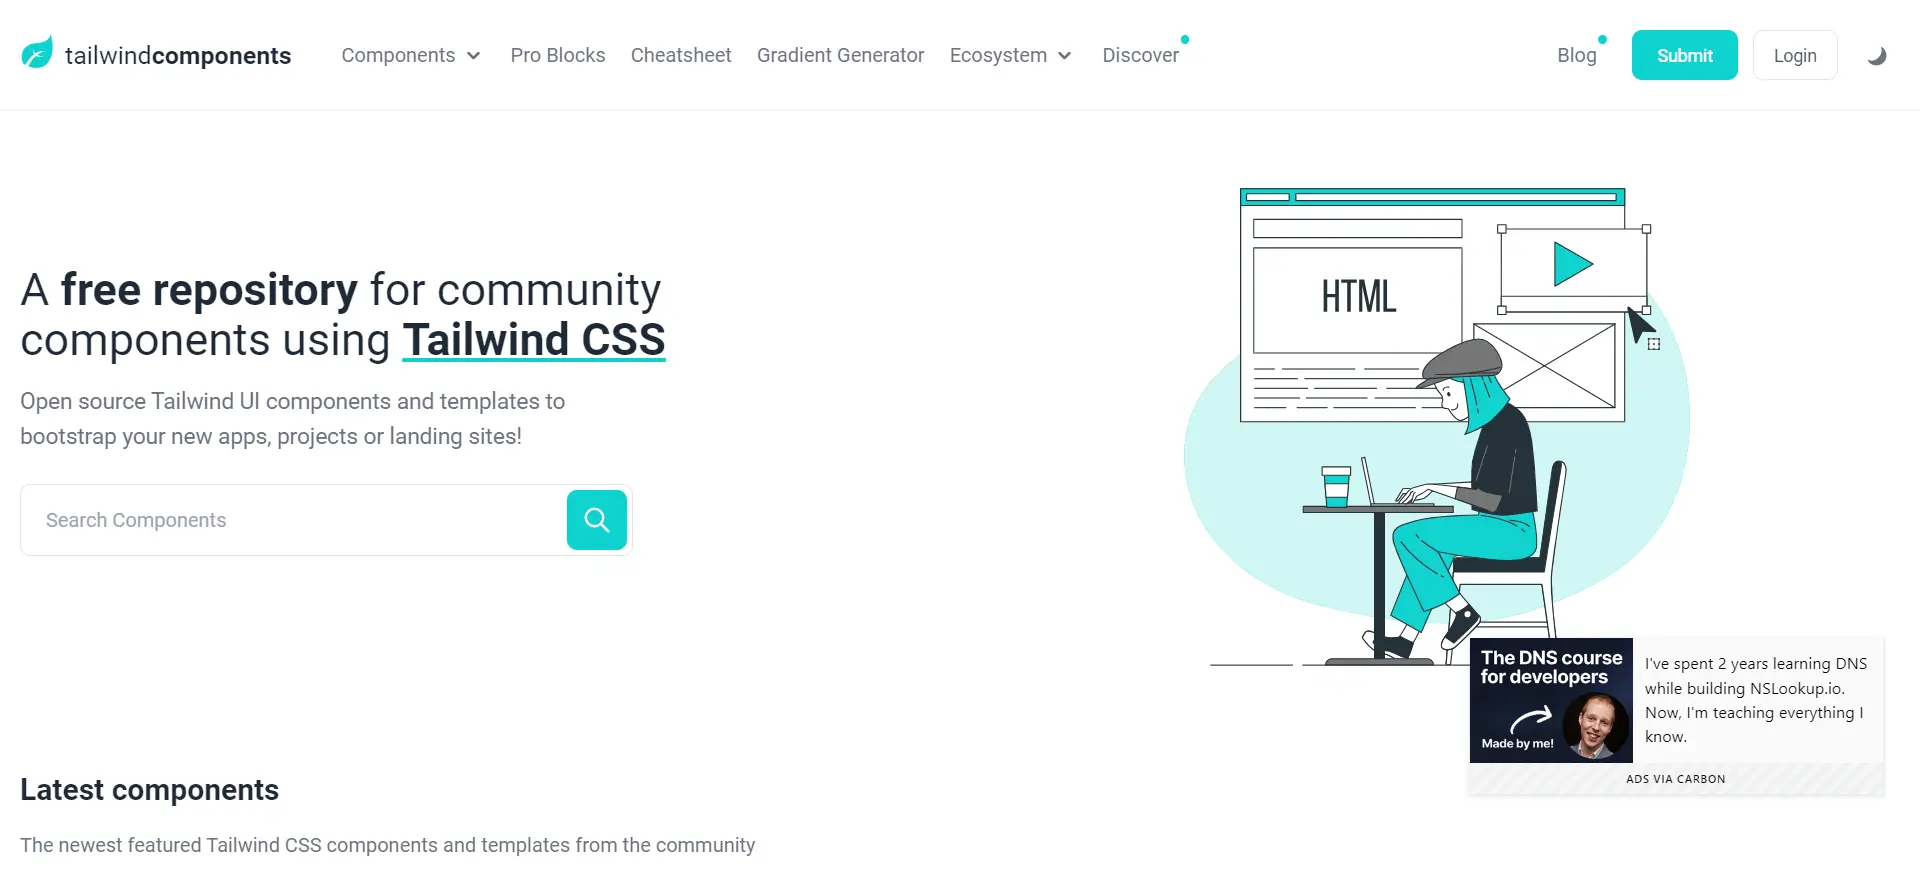 tailwindcomponents
Components
Pro Blocks
Cheatsheet
Gradient Generator
Ecosystem
Discover
Blog
Submit
Login
A free repository for community
components using Tailwind CSS
Open source Tailwind UI components and templates to
bootstrap your new apps, projects or landing sites!
Search Components
HTML
The DNS course
for developers
Made by me!
I've spent 2 years learning DNS
while building NSLookup.io.
Now, I'm teaching everything I
know.
ADS VIA CARBON
Latest components
The newest featured Tailwind CSS components and templates from the community